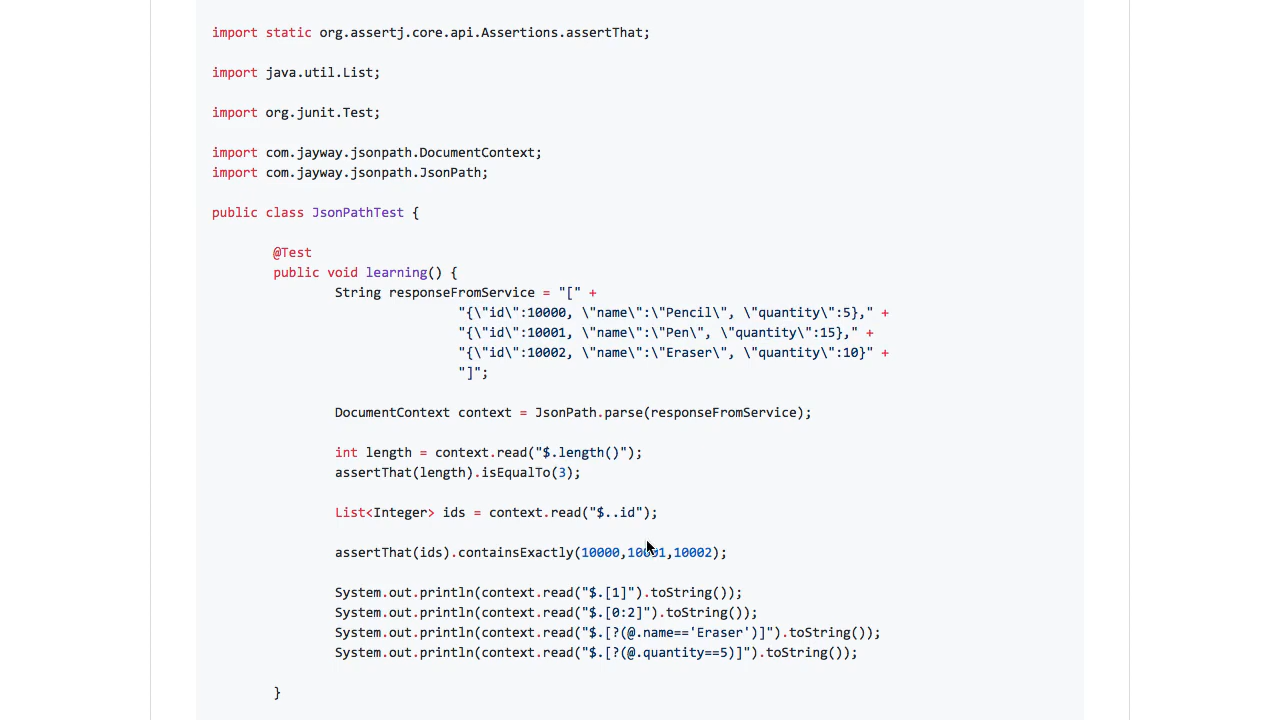 import static org.assertj.core.api.Assertions.assertThat;
import java.util.List;
import org.junit.Test;
import com.jayway.jsonpath.DocumentContext;
import com.jayway.jsonpath.JsonPath;
public class JsonPathTest {
@Test
public void learning() {
String responseFromService = "[" +
"{\"id\":10000, \"name\":\"Pencil\", \"quantity\":5}," +
"{\"id\":10001, \"name\":\"Pen\", \"quantity\":15}," +
"{\"id\":10002, \"name\":\"Eraser\", \"quantity\":10}" +
"]";
DocumentContext context = JsonPath.parse(responseFromService);
int length = context.read("$.length()");
assertThat(length).isEqualTo(3);
List<Integer> ids = context.read("$..id");
assertThat(ids).containsExactly(10000,10001,10002);
System.out.println(context.read("$.[1]").toString());
System.out.println(context.read("$.[0:2]").toString());
System.out.println(context.read("$.[?(@.name=='Eraser')]").toString());
System.out.println(context.read("$.[?(@.quantity==5)]").toString());
}